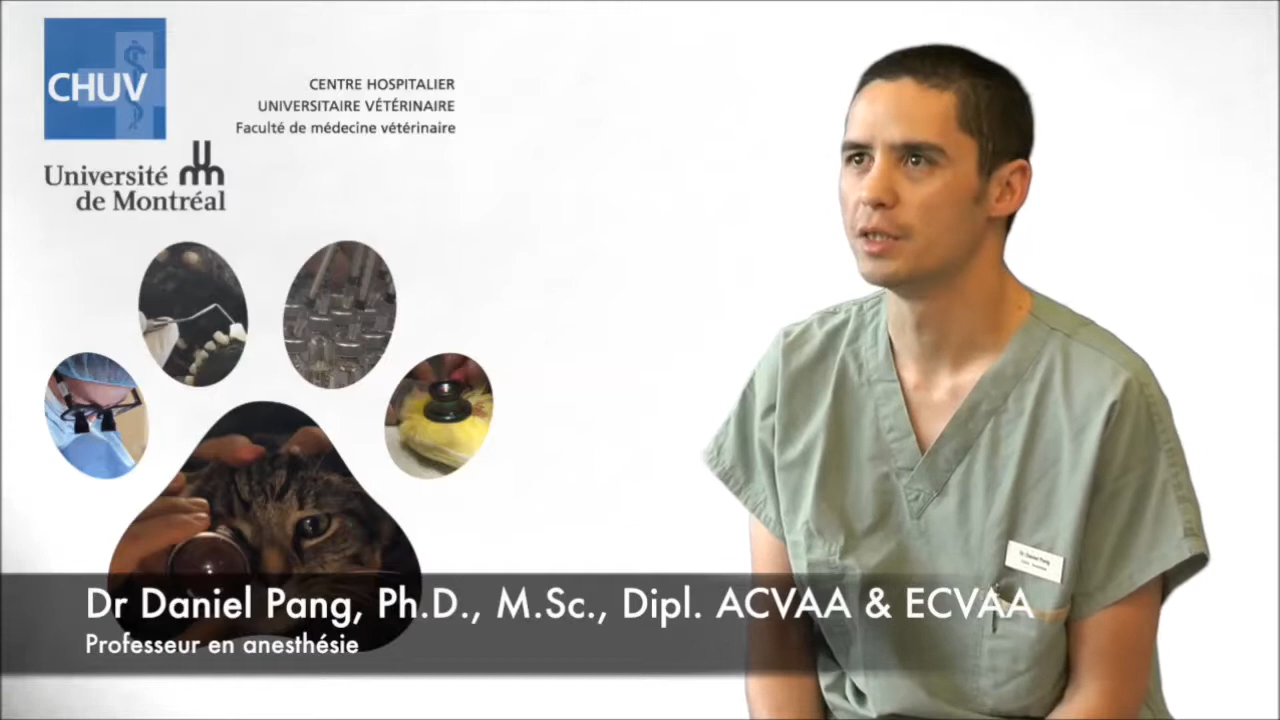 CHUV
CENTRE HOSPITALIER
UNIVERSITAIRE VÉTÉRINAIRE
Faculté de médecine vétérinaire
Université
de Montréal
Dr Daniel Pang
Dr Daniel Pang, Ph.D., M.Sc., Dipl. ACVAA & ECVAA
Professeur en anesthésie